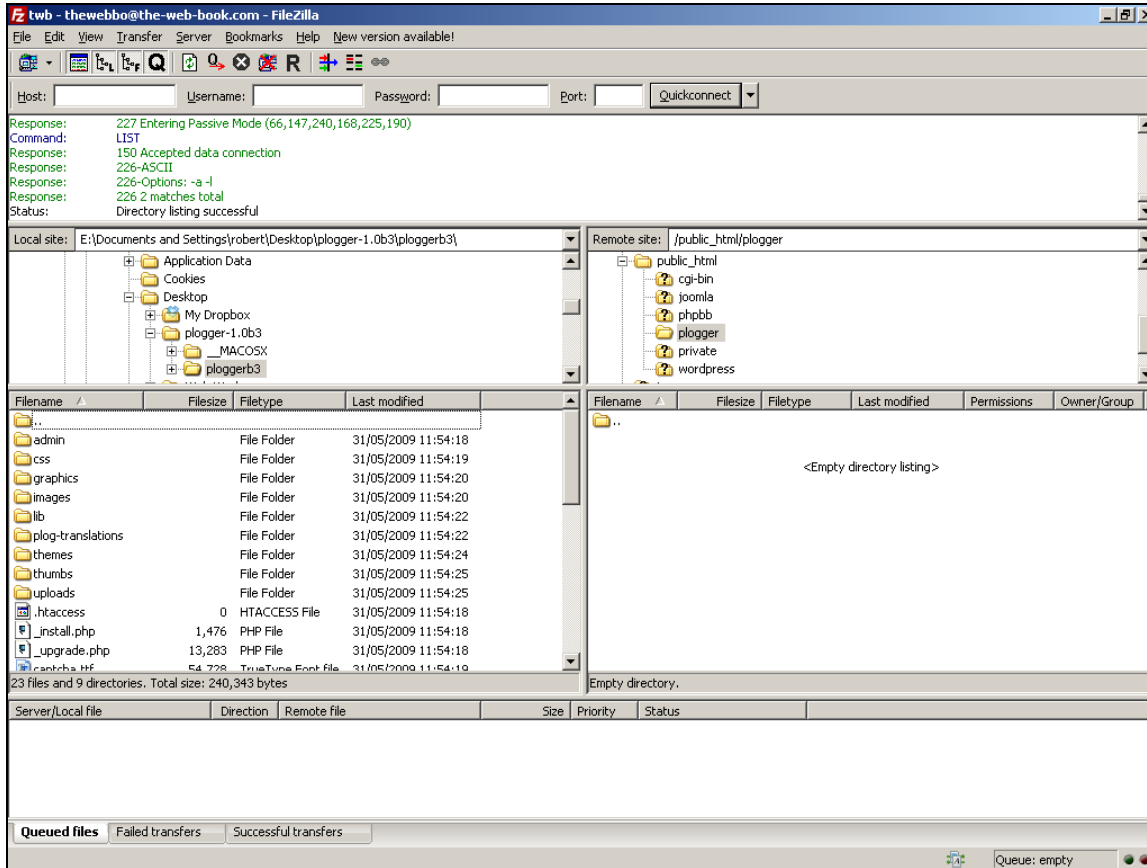 twb - thewebbo@the-web-book.com - FileZilla
File Edit View Transfer Server Bookmarks Help New version available!
Host: Username: Password: Port: Quickconnect
Response: 227 Entering Passive Mode (66,147,240,168,225,190)
Command: LIST
Response: 150 Accepted data connection
Response: 226-ASCII
Response: 226-Options: -a -l
Response: 226 2 matches total
Status: Directory listing successful
Local site: E:\Documents and Settings\robert\Desktop\plogger-1.0b3\ploggerb3\
Application Data
Cookies
Desktop
My Dropbox
plogger-1.0b3
__MACOSX
ploggerb3
Remote site: /public_html/plogger
public_html
cgi-bin
joomla
phpbb
plogger
private
wordpress
Filename Filesize Filetype Last modified
..
admin File Folder 31/05/2009 11:54:18
css File Folder 31/05/2009 11:54:19
graphics File Folder 31/05/2009 11:54:20
images File Folder 31/05/2009 11:54:20
lib File Folder 31/05/2009 11:54:22
plog-translations File Folder 31/05/2009 11:54:22
themes File Folder 31/05/2009 11:54:24
thumbs File Folder 31/05/2009 11:54:25
uploads File Folder 31/05/2009 11:54:25
.htaccess 0 HTACCESS File 31/05/2009 11:54:18
_install.php 1,476 PHP File 31/05/2009 11:54:18
_upgrade.php 13,283 PHP File 31/05/2009 11:54:18
captcha.ttf 54,728 TrueType Font file 31/05/2009 11:54:19
23 files and 9 directories. Total size: 240,343 bytes
Filename Filesize Filetype Last modified Permissions Owner/Group
..
<Empty directory listing>
Empty directory.
Server/Local file Direction Remote file Size Priority Status
Queued files Failed transfers Successful transfers
Queue: empty